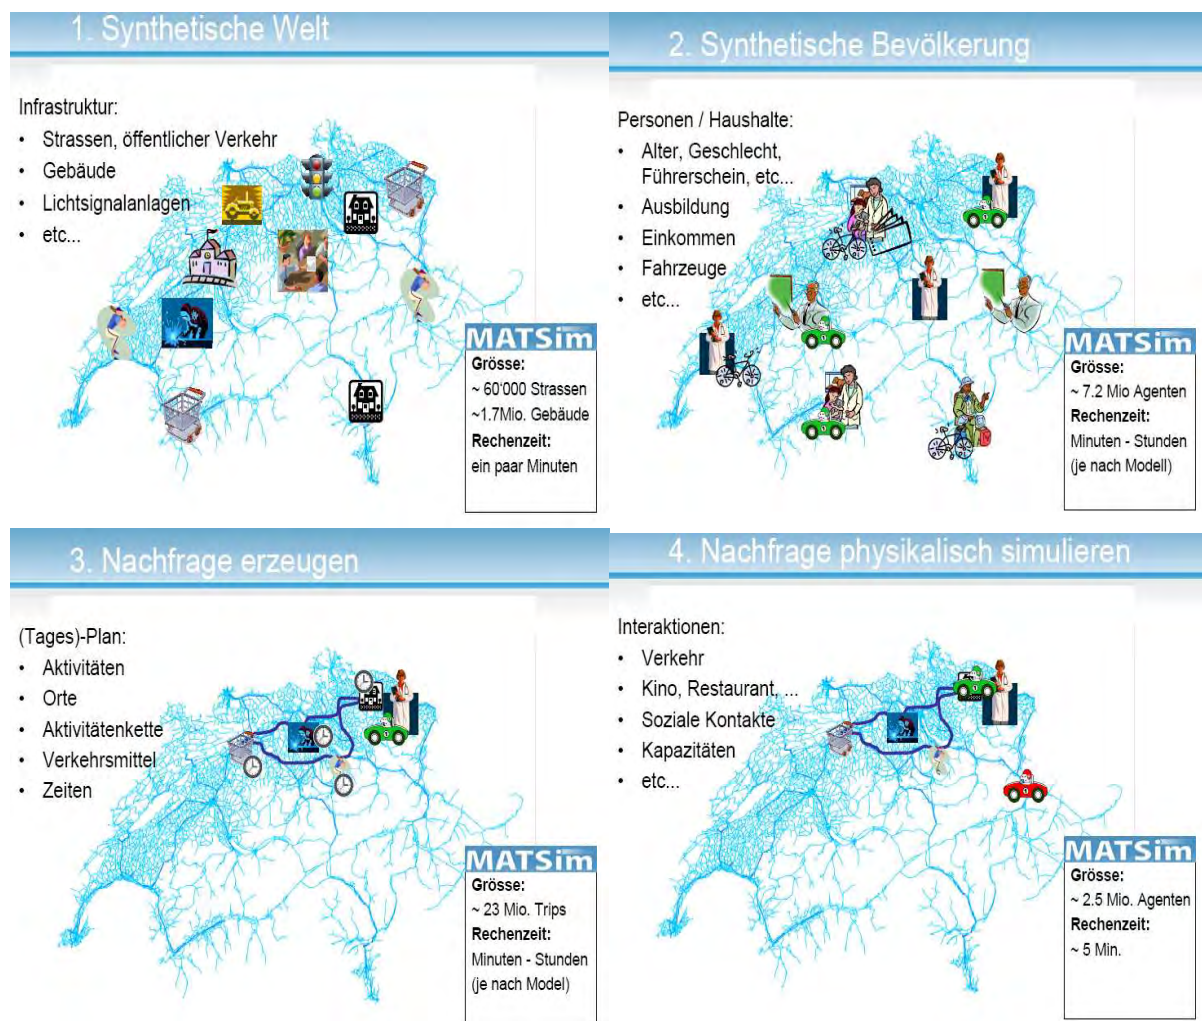 1. Synthetische Welt
Infrastruktur:
• Strassen, öffentlicher Verkehr
• Gebäude
• Lichtsignalanlagen
• etc...
MATSim
Grösse:
~ 60'000 Strassen
~1.7Mio. Gebäude
Rechenzeit:
ein paar Minuten
2. Synthetische Bevölkerung
Personen / Haushalte:
• Alter, Geschlecht,
Führerschein, etc...
• Ausbildung
• Einkommen
• Fahrzeuge
• etc...
MATSim
Grösse:
~ 7.2 Mio Agenten
Rechenzeit:
Minuten - Stunden
(je nach Modell)
3. Nachfrage erzeugen
(Tages)-Plan:
• Aktivitäten
• Orte
• Aktivitätenkette
• Verkehrsmittel
• Zeiten
MATSim
Grösse:
~ 23 Mio. Trips
Rechenzeit:
Minuten - Stunden
(je nach Model)
4. Nachfrage physikalisch simulieren
Interaktionen:
• Verkehr
• Kino, Restaurant, ...
• Soziale Kontakte
• Kapazitäten
• etc...
MATSim
Grösse:
~ 2.5 Mio. Agenten
Rechenzeit:
~ 5 Min.